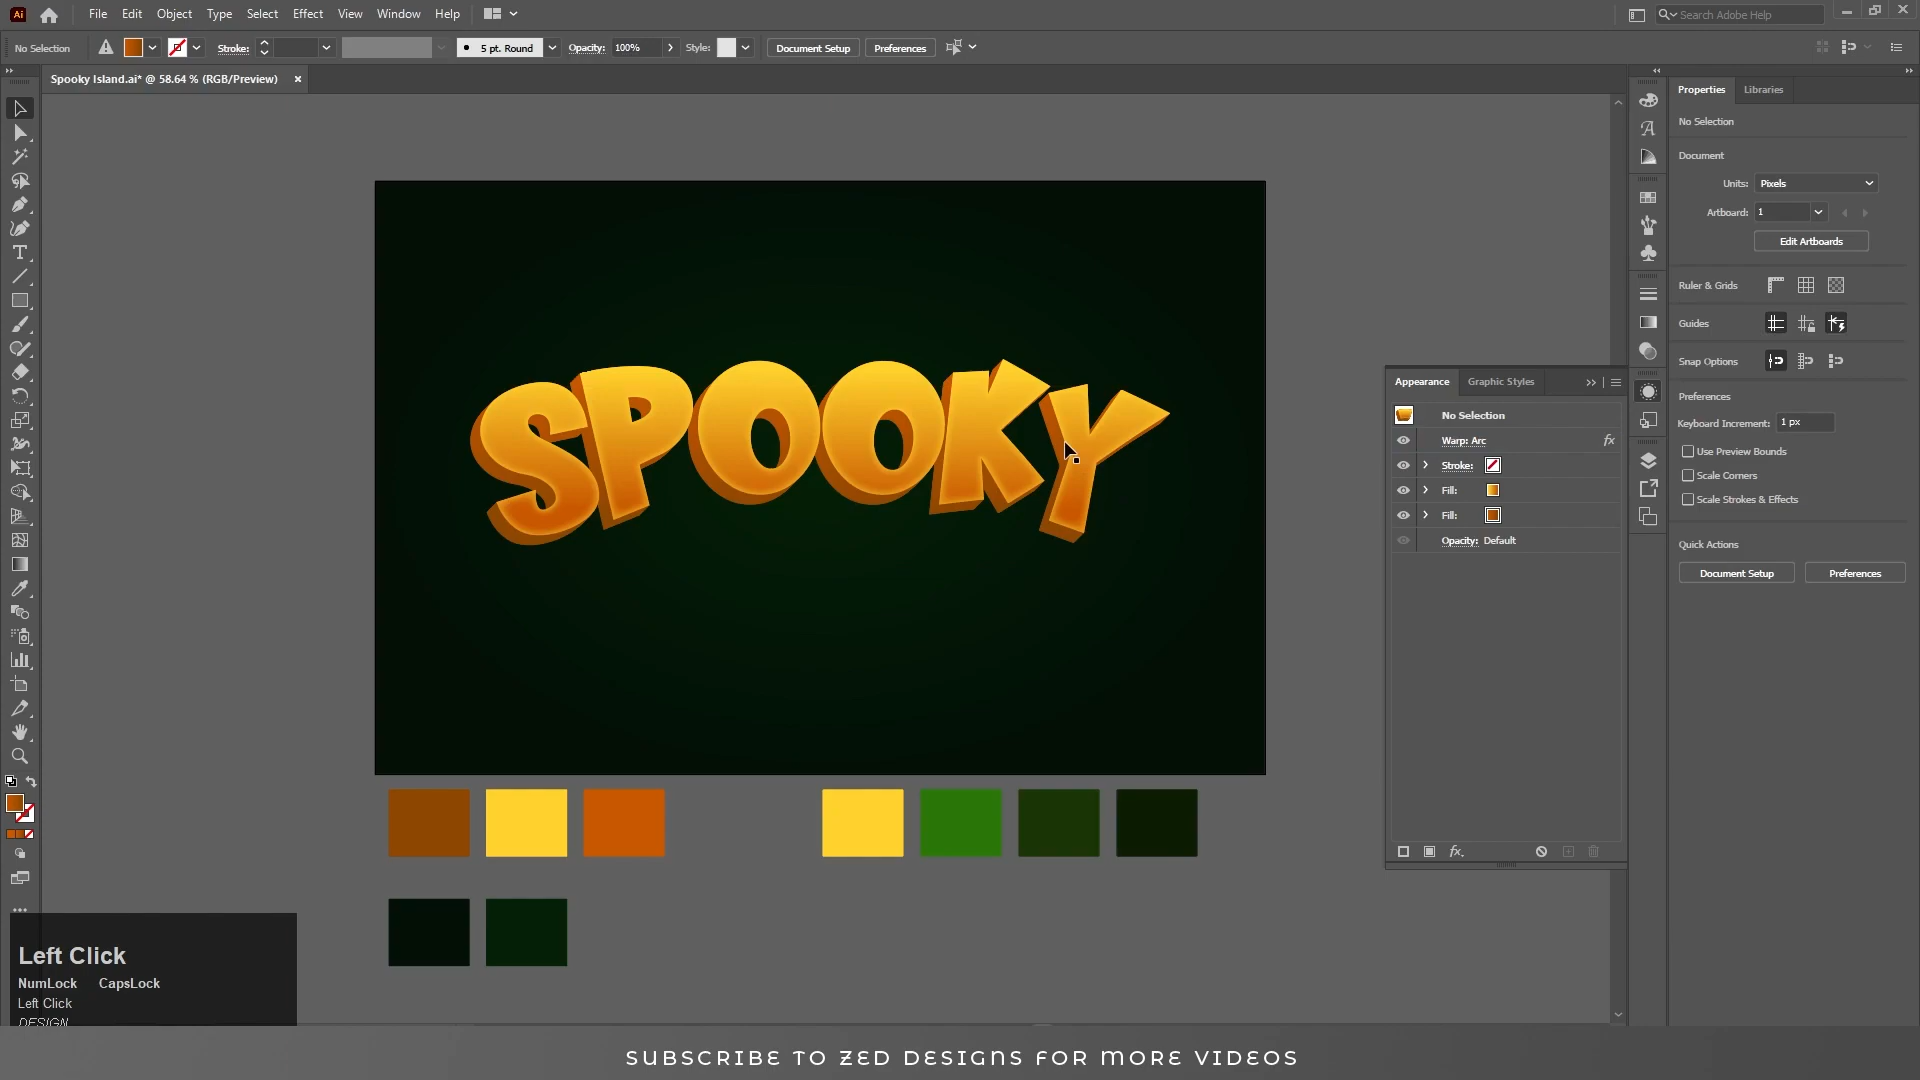 Ai File Edit Object Type Select Effect View Window Help Search Adobe Help
No Selection Stroke: 5 pt. Round Opacity: 100% Style: Document Setup Preferences
Spooky Island.ai* @ 58.64 % (RGB/Preview) ×
Properties Libraries
No Selection
Document
Units: Pixels
Artboard: 1
Edit Artboards
Ruler & Grids
Guides
Snap Options
Preferences
Keyboard Increment: 1 px
Use Preview Bounds
Scale Corners
Scale Strokes & Effects
Quick Actions
Document Setup Preferences
SPOOKY
Appearance Graphic Styles
No Selection
Warp: Arc fx
Stroke:
Fill:
Fill:
Opacity: Default
fx
Left Click
NumLock CapsLock
Left Click
DESIGN
SUBSCRIBE TO ZED DESIGNS FOR MORE VIDEOS